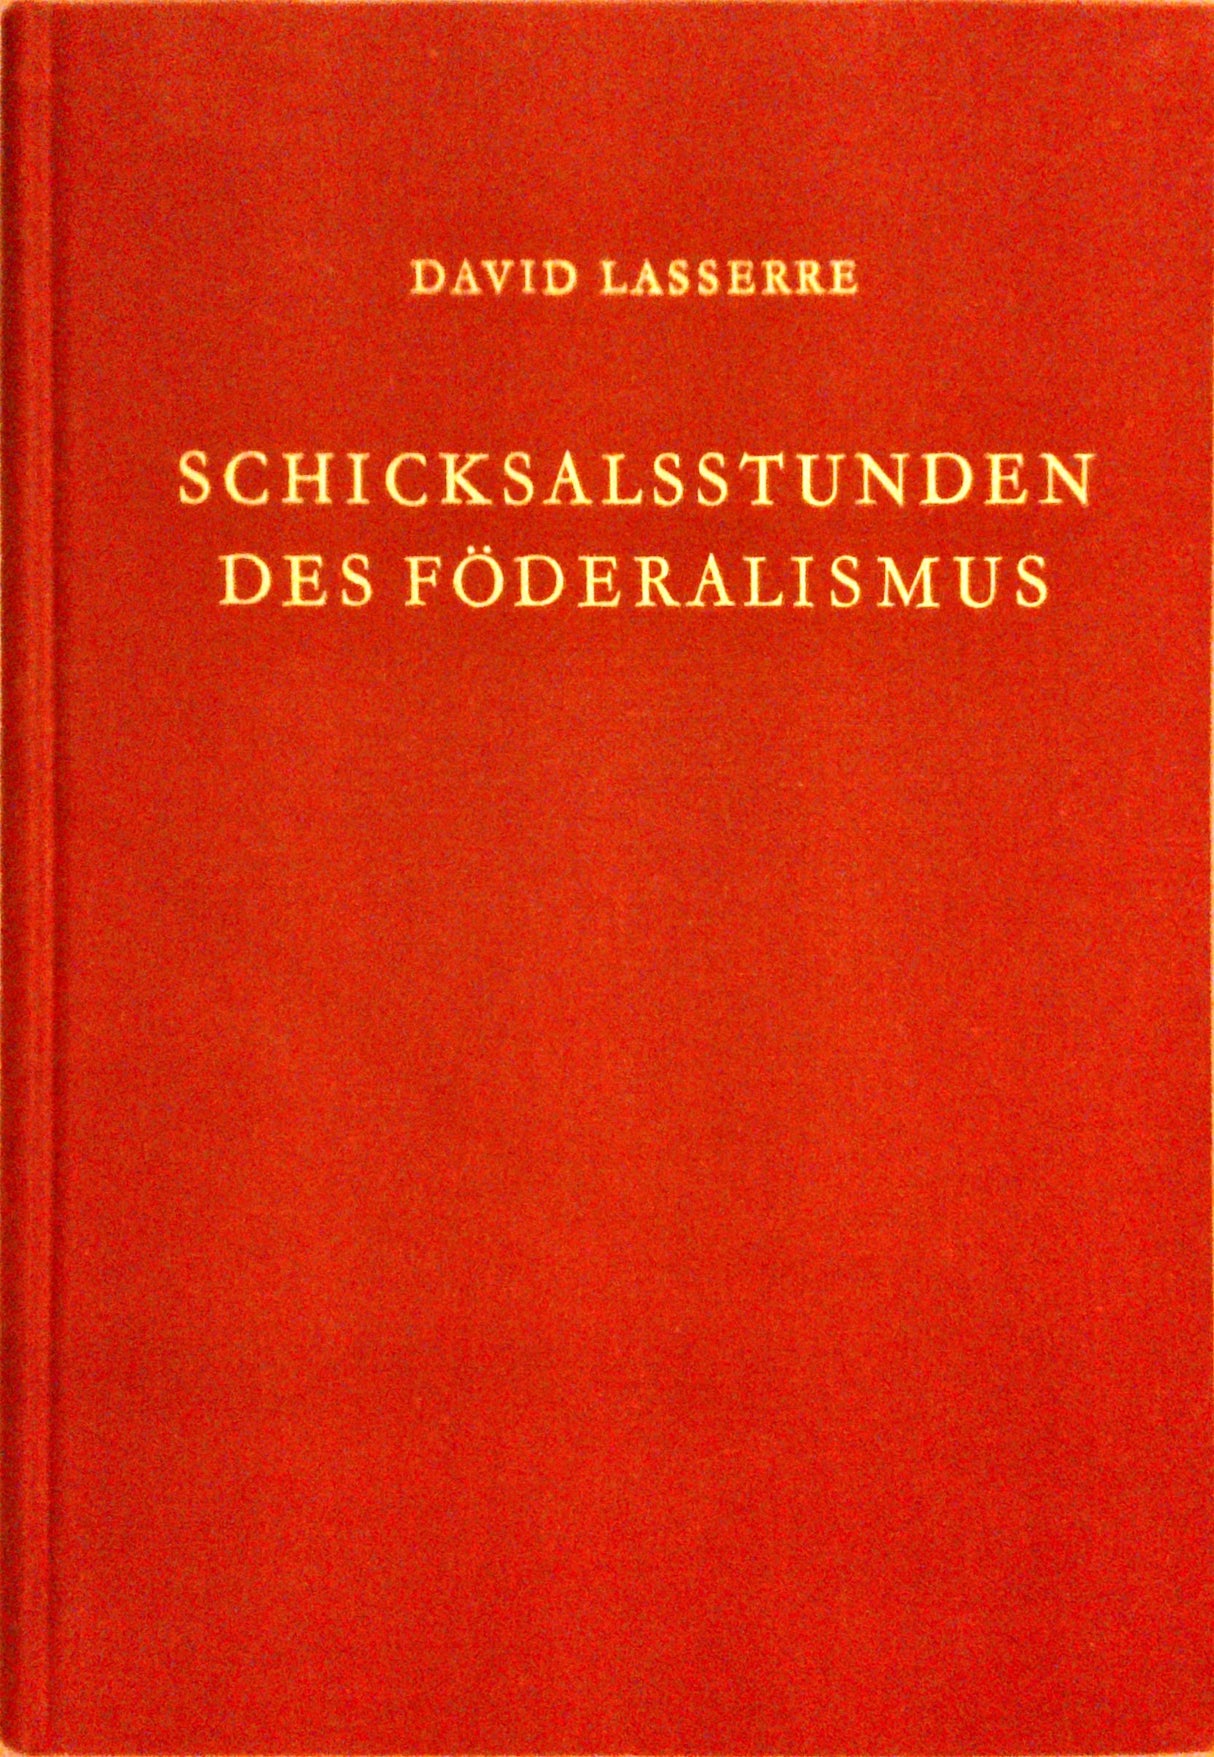 DAVID LASSERRE
SCHICKSALSSTUNDEN
DES FÖDERALISMUS